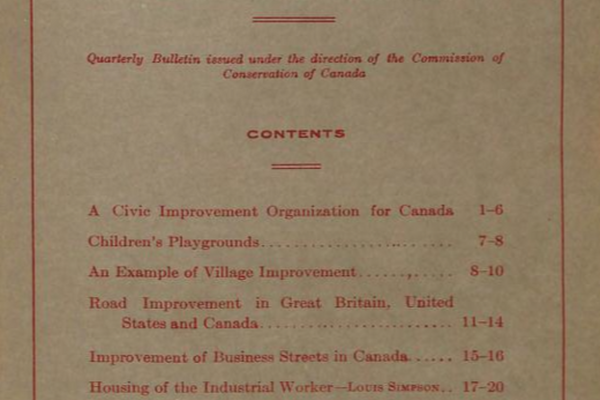 Quarterly Bulletin issued under the direction of the Commission of
Conservation of Canada
CONTENTS
A Civic Improvement Organization for Canada 1–6
Children's Playgrounds........................ 7–8
An Example of Village Improvement............ 8–10
Road Improvement in Great Britain, United
States and Canada........................... 11–14
Improvement of Business Streets in Canada...... 15–16
Housing of the Industrial Worker—Louis Simpson.. 17–20